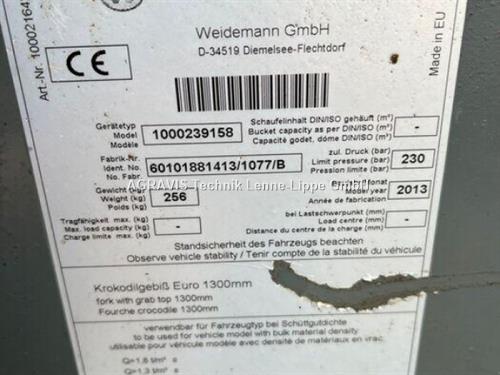 Weidemann GmbH
D-34519 Diemelsee-Flechtdorf
Made in EU
Art.-Nr. 10002164
CE
Gerätetyp
Model
Modèle
1000239158
Schaufelinhalt DIN/ISO gehäuft (m³)
Bucket capacity as per DIN/ISO (m³)
Capacité godet, dôme DIN/ISO (m³)
-
Fabrik-Nr.
Ident. No.
No. Fabr.
60101881413/1077/B
zul. Druck (bar)
Limit pressure (bar)
Pression limite (bar)
230
Gewicht (kg)
Weight (kg)
Poids (kg)
256
AGRAVIS Technik Lenne-Lippe GmbH
Model year
Année de fabrication
2013
Tragfähigkeit max. (kg)
Max. load capacity (kg)
Charge limite max. (kg)
-
bei Lastschwerpunkt (mm)
Load centre (mm)
Distance du centre de la charge (mm)
-
Standsicherheit des Fahrzeugs beachten
Observe vehicle stability / Tenir compte de la stabilité du véhicule
Krokodilgebiß Euro 1300mm
fork with grab top 1300mm
Fourche crocodile 1300mm
verwendbar für Fahrzeugtyp bei Schüttgutdichte
to be used for vehicle model with bulk material density
utilisable pour véhicule modèle avec densité de matériaux en vrac.